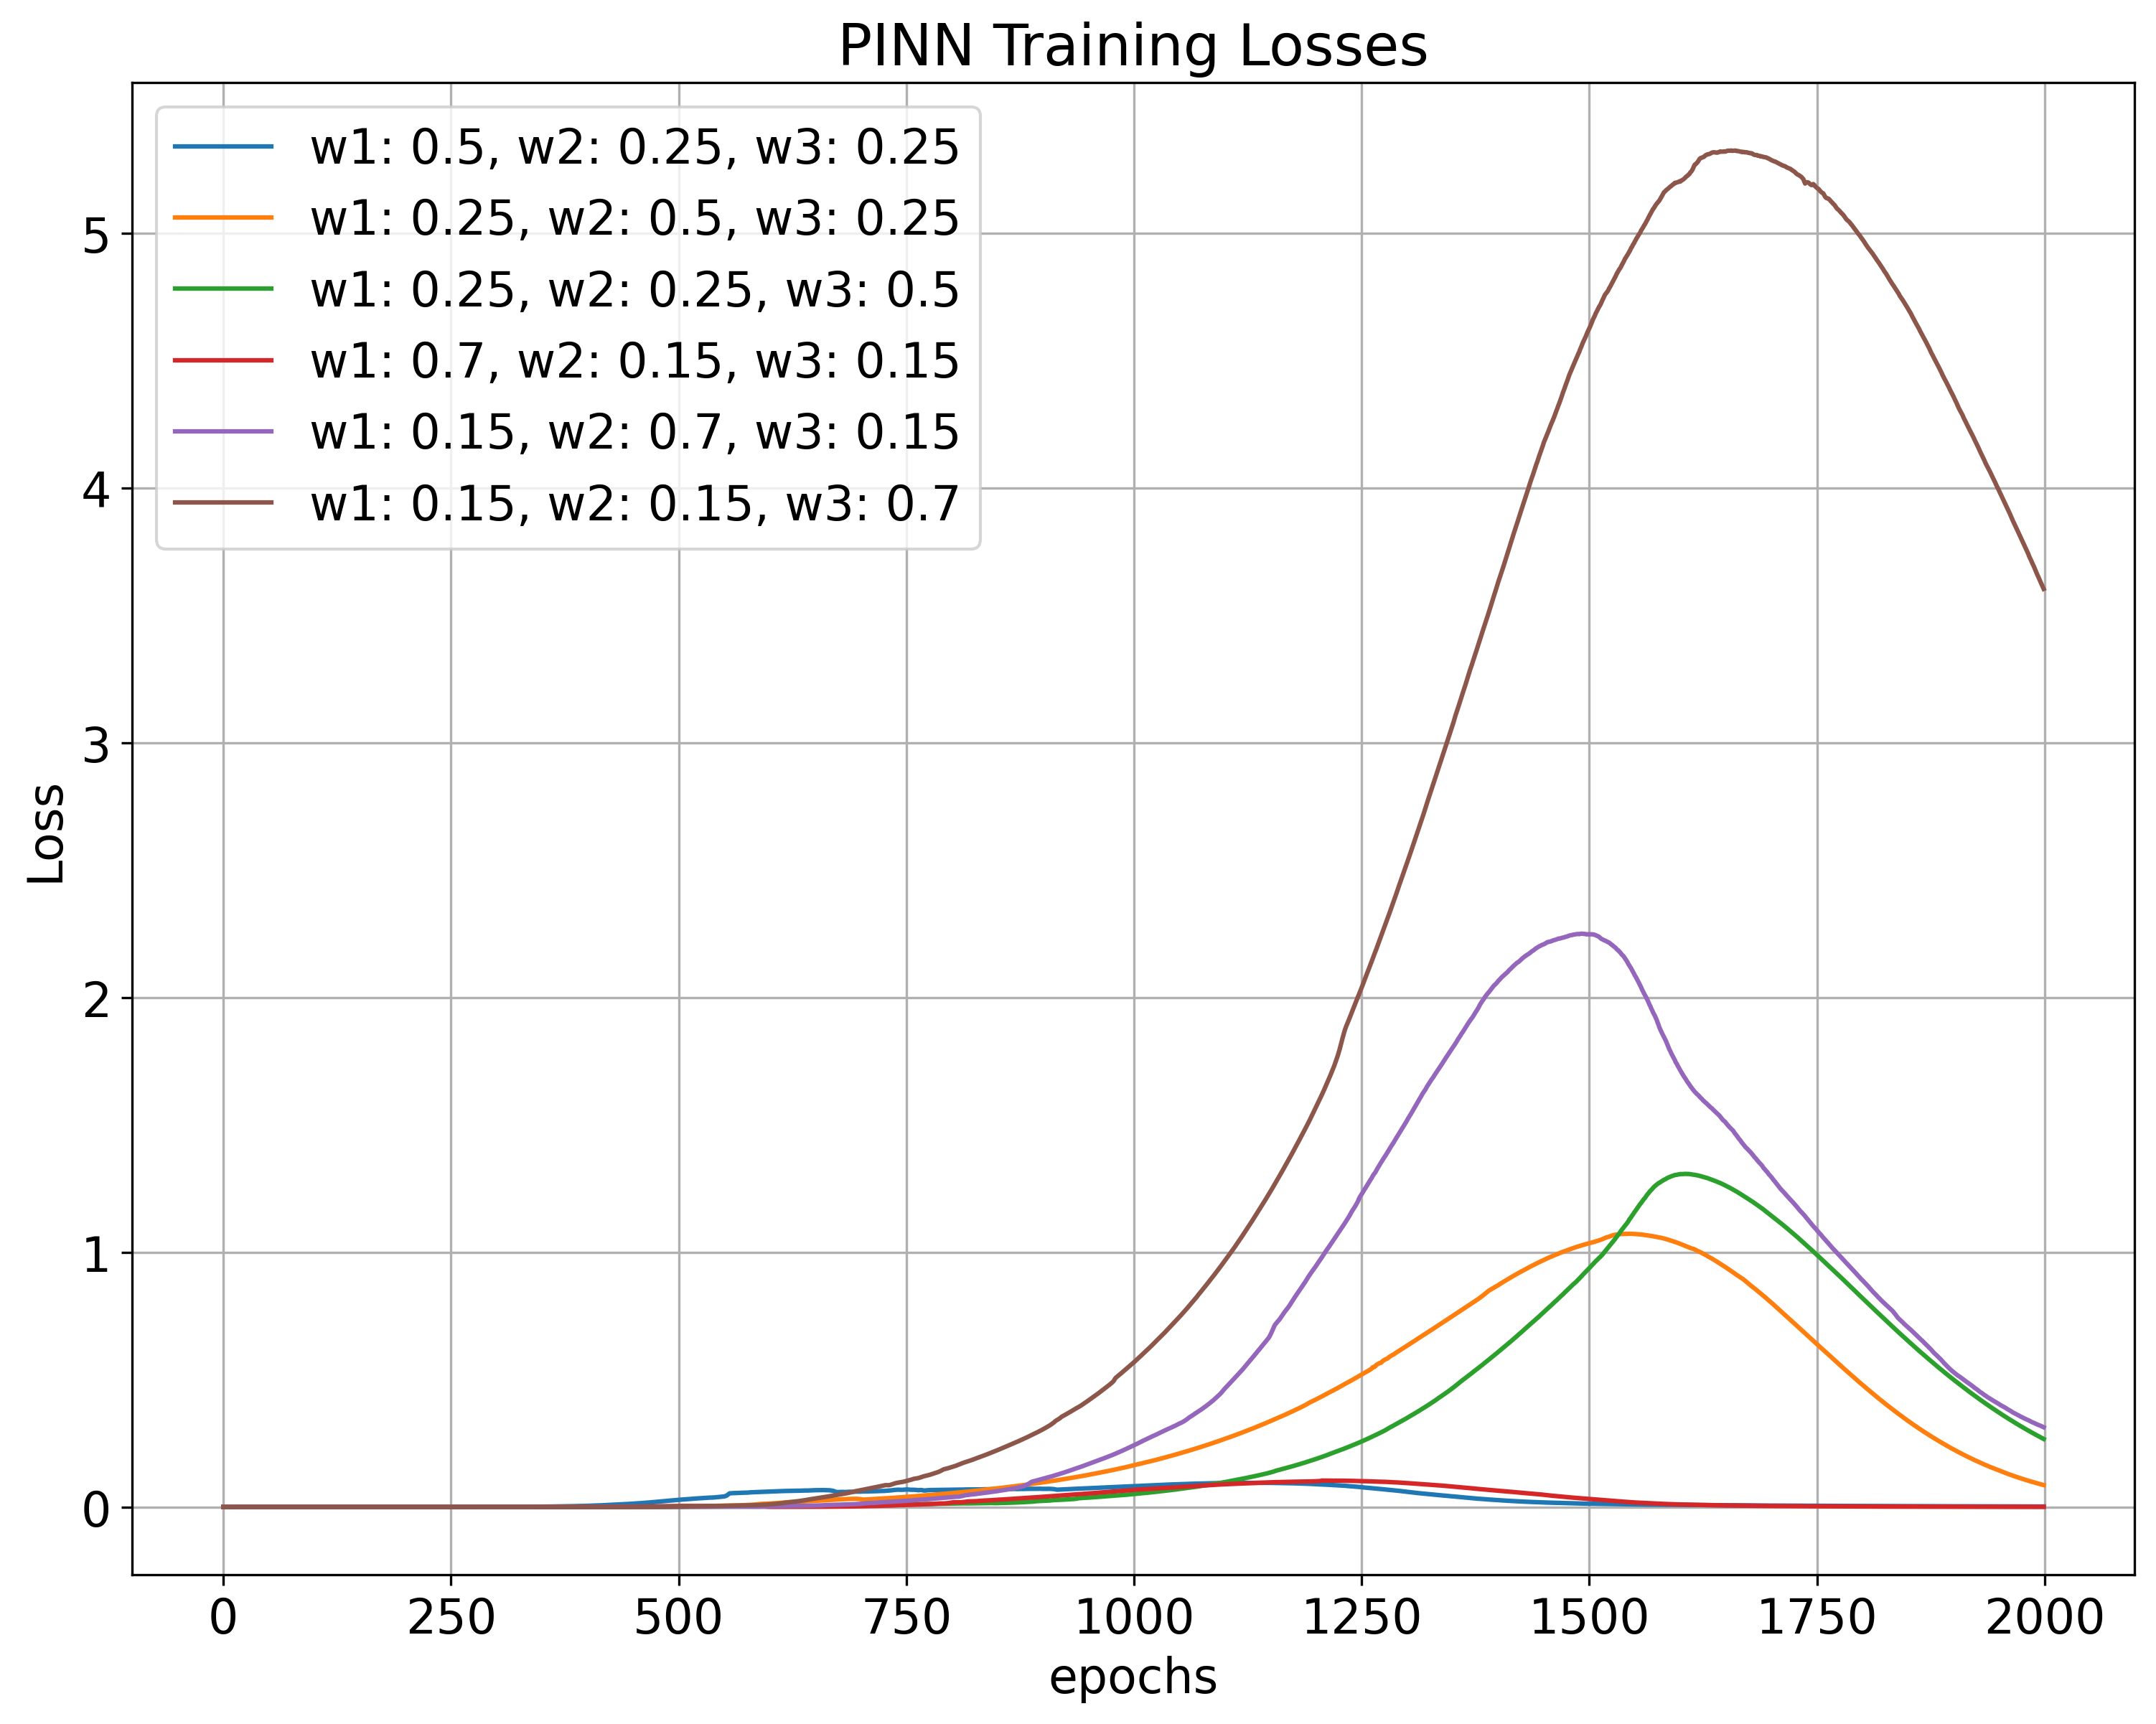 PINN Training Losses
w1: 0.5, w2: 0.25, w3: 0.25
w1: 0.25, w2: 0.5, w3: 0.25
w1: 0.25, w2: 0.25, w3: 0.5
w1: 0.7, w2: 0.15, w3: 0.15
w1: 0.15, w2: 0.7, w3: 0.15
w1: 0.15, w2: 0.15, w3: 0.7
5
4
3
2
1
0
Loss
0 250 500 750 1000 1250 1500 1750 2000
epochs